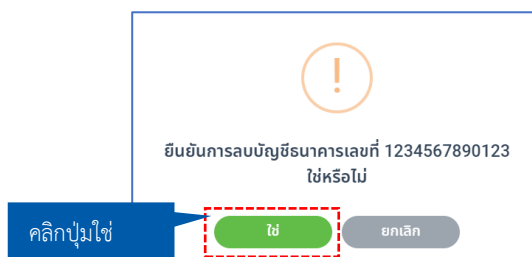 !
ยืนยันการลบบัญชีธนาคารเลขที่ 1234567890123
ใช่หรือไม่
คลิกปุ่มใช่
ใช่
ยกเลิก